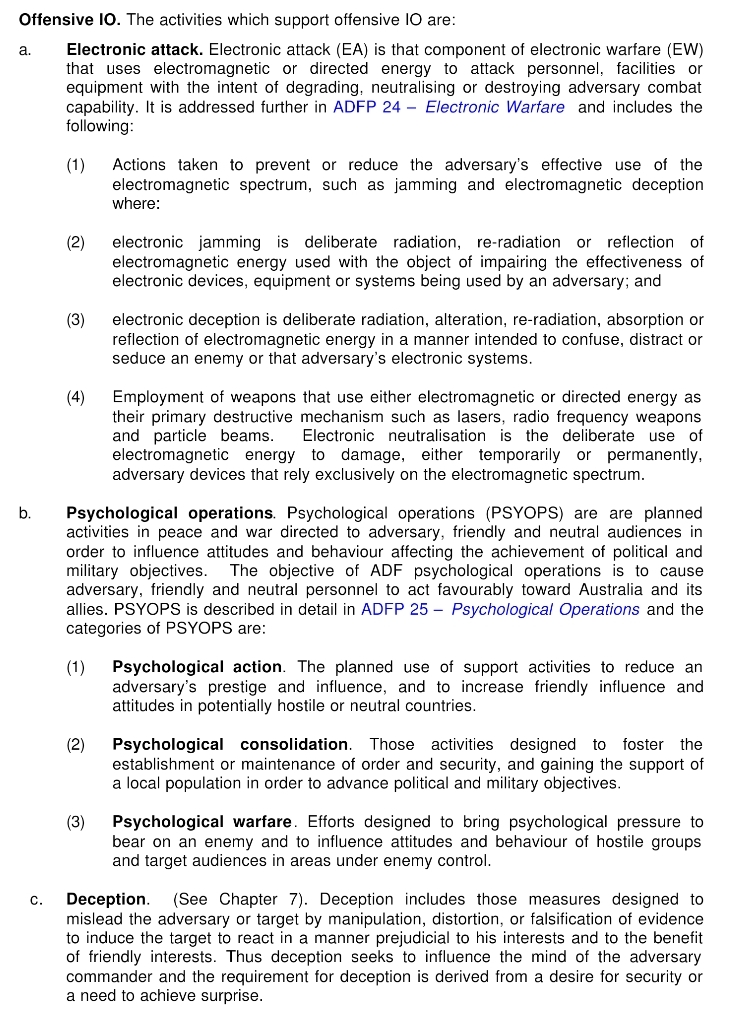 Offensive IO. The activities which support offensive IO are:
a. Electronic attack. Electronic attack (EA) is that component of electronic warfare (EW)
that uses electromagnetic or directed energy to attack personnel, facilities or
equipment with the intent of degrading, neutralising or destroying adversary combat
capability. It is addressed further in ADFP 24 – Electronic Warfare and includes the
following:
(1) Actions taken to prevent or reduce the adversary's effective use of the
electromagnetic spectrum, such as jamming and electromagnetic deception
where:
(2) electronic jamming is deliberate radiation, re-radiation or reflection of
electromagnetic energy used with the object of impairing the effectiveness of
electronic devices, equipment or systems being used by an adversary; and
(3) electronic deception is deliberate radiation, alteration, re-radiation, absorption or
reflection of electromagnetic energy in a manner intended to confuse, distract or
seduce an enemy or that adversary's electronic systems.
(4) Employment of weapons that use either electromagnetic or directed energy as
their primary destructive mechanism such as lasers, radio frequency weapons
and particle beams. Electronic neutralisation is the deliberate use of
electromagnetic energy to damage, either temporarily or permanently,
adversary devices that rely exclusively on the electromagnetic spectrum.
b. Psychological operations. Psychological operations (PSYOPS) are are planned
activities in peace and war directed to adversary, friendly and neutral audiences in
order to influence attitudes and behaviour affecting the achievement of political and
military objectives. The objective of ADF psychological operations is to cause
adversary, friendly and neutral personnel to act favourably toward Australia and its
allies. PSYOPS is described in detail in ADFP 25 – Psychological Operations and the
categories of PSYOPS are:
(1) Psychological action. The planned use of support activities to reduce an
adversary's prestige and influence, and to increase friendly influence and
attitudes in potentially hostile or neutral countries.
(2) Psychological consolidation. Those activities designed to foster the
establishment or maintenance of order and security, and gaining the support of
a local population in order to advance political and military objectives.
(3) Psychological warfare. Efforts designed to bring psychological pressure to
bear on an enemy and to influence attitudes and behaviour of hostile groups
and target audiences in areas under enemy control.
c. Deception. (See Chapter 7). Deception includes those measures designed to
mislead the adversary or target by manipulation, distortion, or falsification of evidence
to induce the target to react in a manner prejudicial to his interests and to the benefit
of friendly interests. Thus deception seeks to influence the mind of the adversary
commander and the requirement for deception is derived from a desire for security or
a need to achieve surprise.